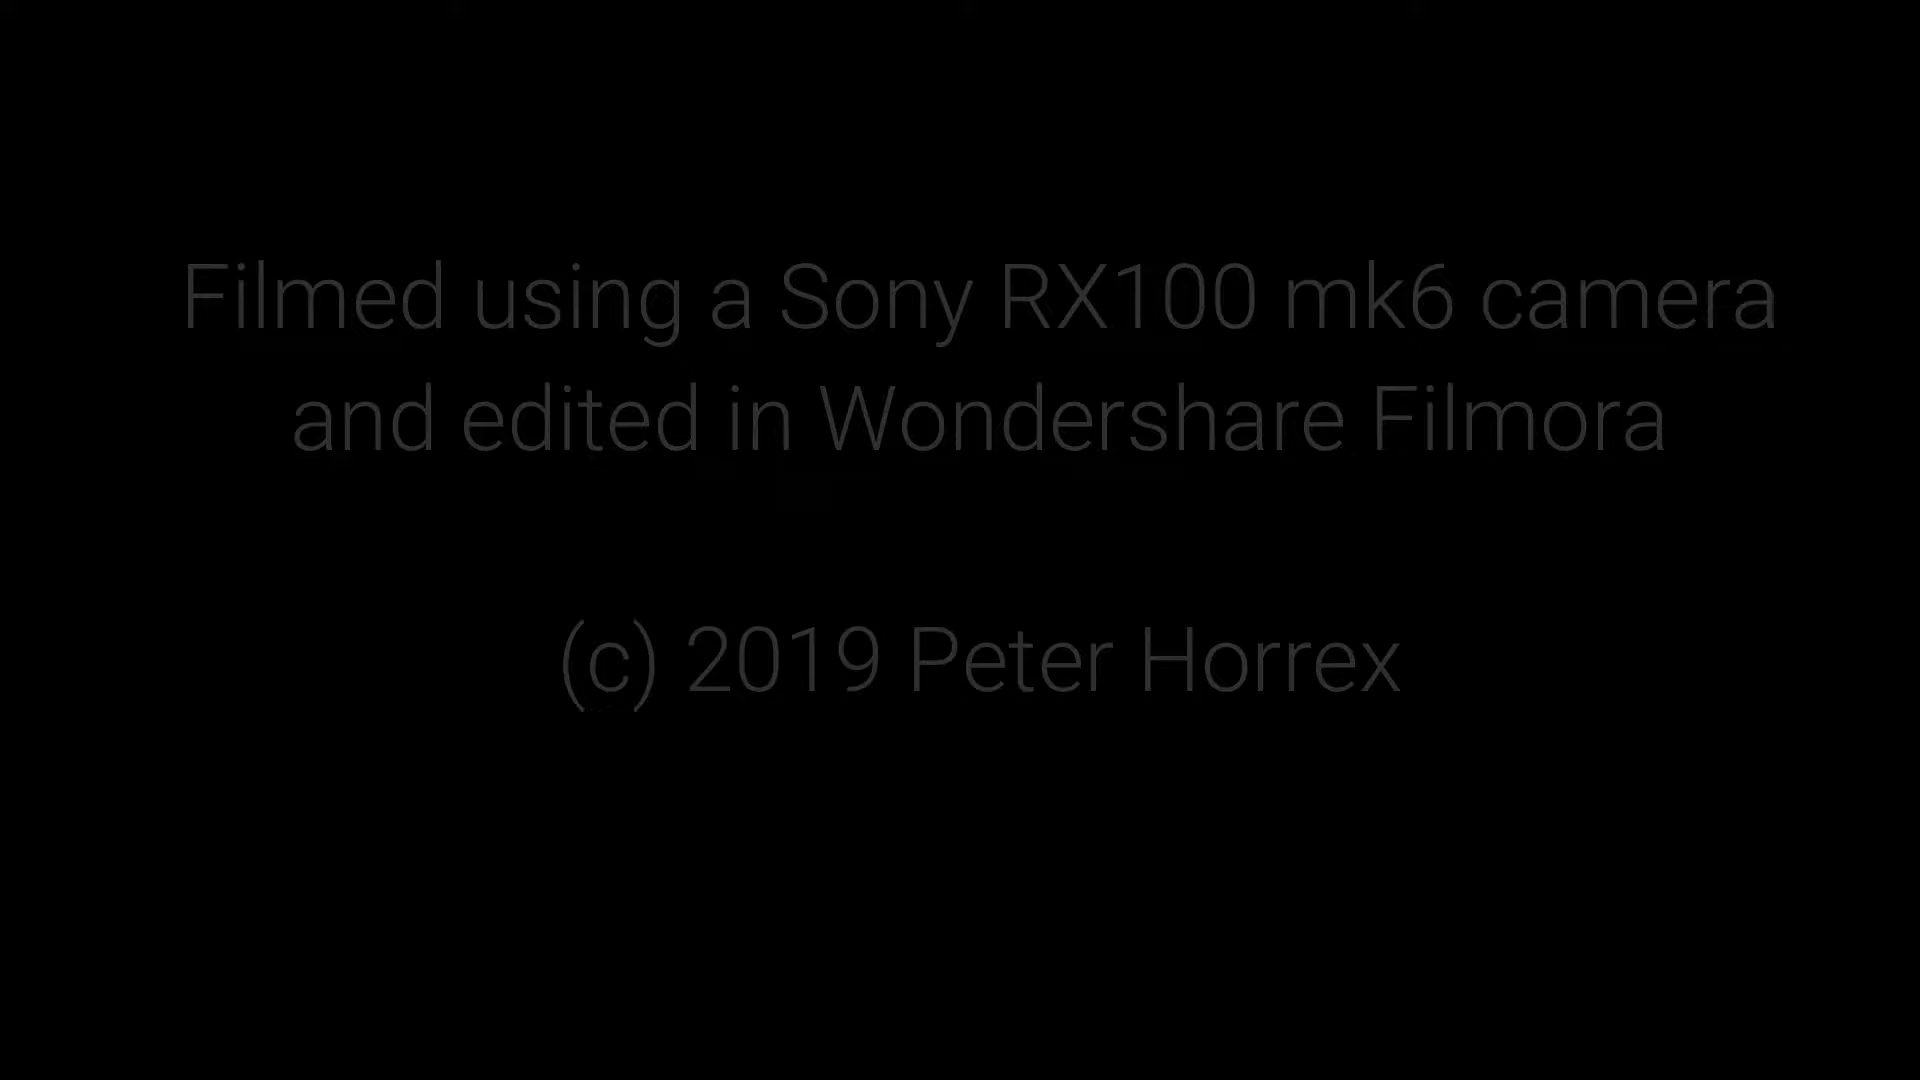 Filmed using a Sony RX100 mk6 camera
and edited in Wondershare Filmora
(c) 2019 Peter Horrex